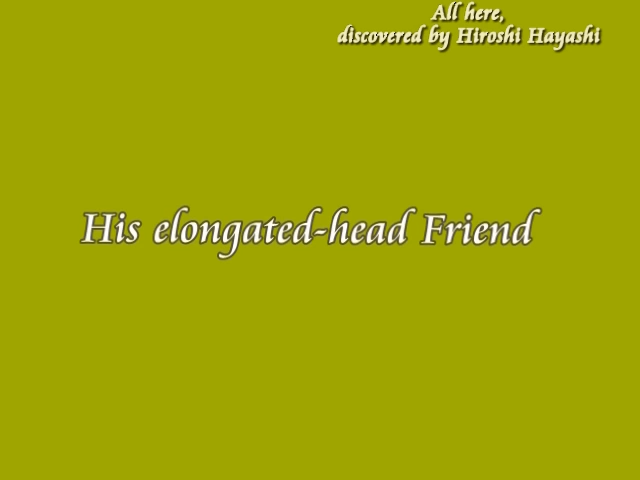 All here,
discovered by Hiroshi Hayashi
His elongated-head Friend